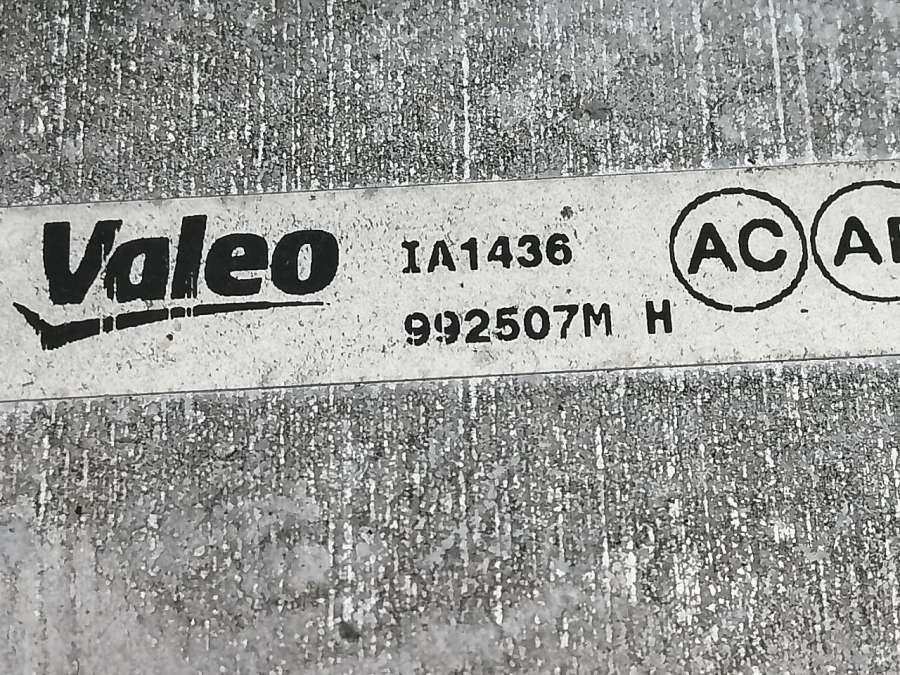 Valeo
IA1436
992507M H
AC